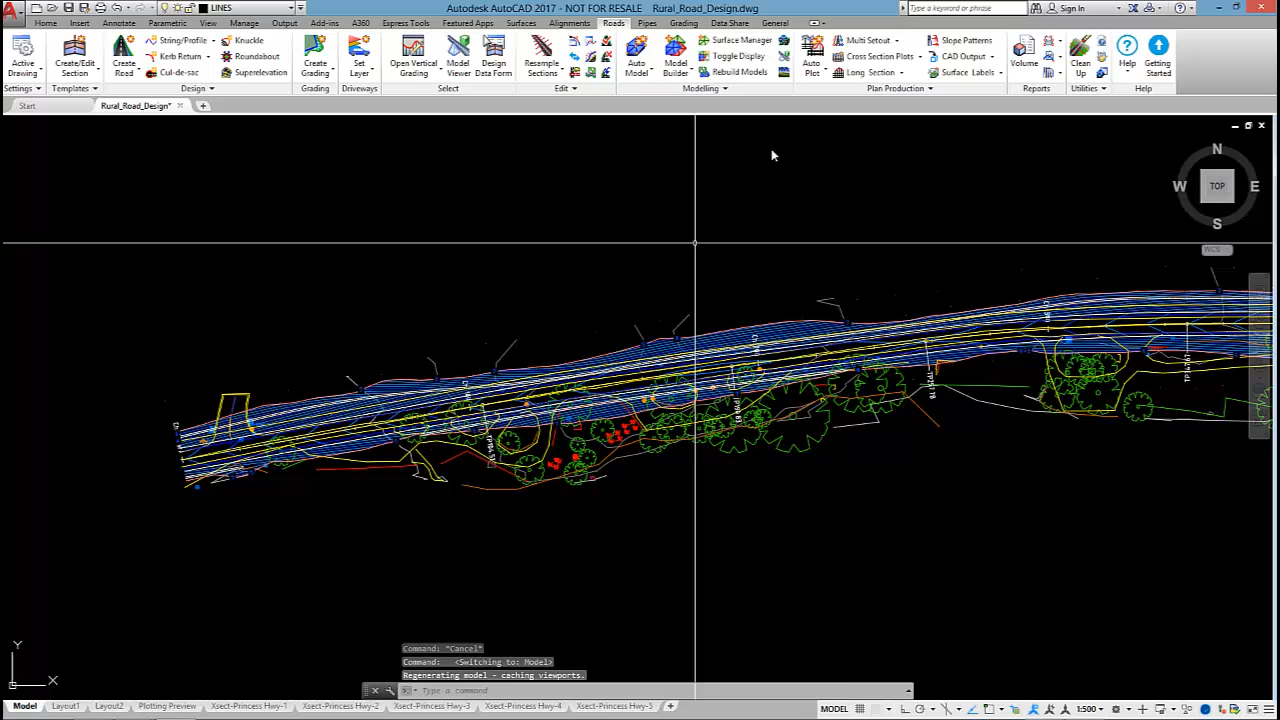 Autodesk AutoCAD 2017 - NOT FOR RESALE Rural_Road_Design.dwg
LINES
Type a keyword or phrase
Sign In
Home Insert Annotate Parametric View Manage Output Add-ins A360 Express Tools Featured Apps Surfaces Alignments Roads Pipes Grading Data Share General
Active Drawing
Settings
Create/Edit Section
Templates
Create Road
String/Profile
Kerb Return
Cul-de-sac
Knuckle
Roundabout
Superelevation
Design
Create Grading
Grading
Set Layer
Driveways
Open Vertical Grading
Model Viewer
Design Data Form
Select
Resample Sections
Edit
Auto Model
Model Builder
Surface Manager
Toggle Display
Rebuild Models
Modelling
Auto Plot
Multi Setout
Cross Section Plots
Long Section
Slope Patterns
CAD Output
Surface Labels
Plan Production
Volume
Reports
Clean Up
Utilities
Help
Getting Started
Help
Start
Rural_Road_Design*
N
W TOP E
S
WCS
Command: *Cancel*
Command: <Switching to: Model>
Regenerating model - caching viewports.
Type a command
Y
X
Model Layout1 Layout2 Plotting Preview Xsect-Princess Hwy-1 Xsect-Princess Hwy-2 Xsect-Princess Hwy-3 Xsect-Princess Hwy-4 Xsect-Princess Hwy-5
MODEL
1:500